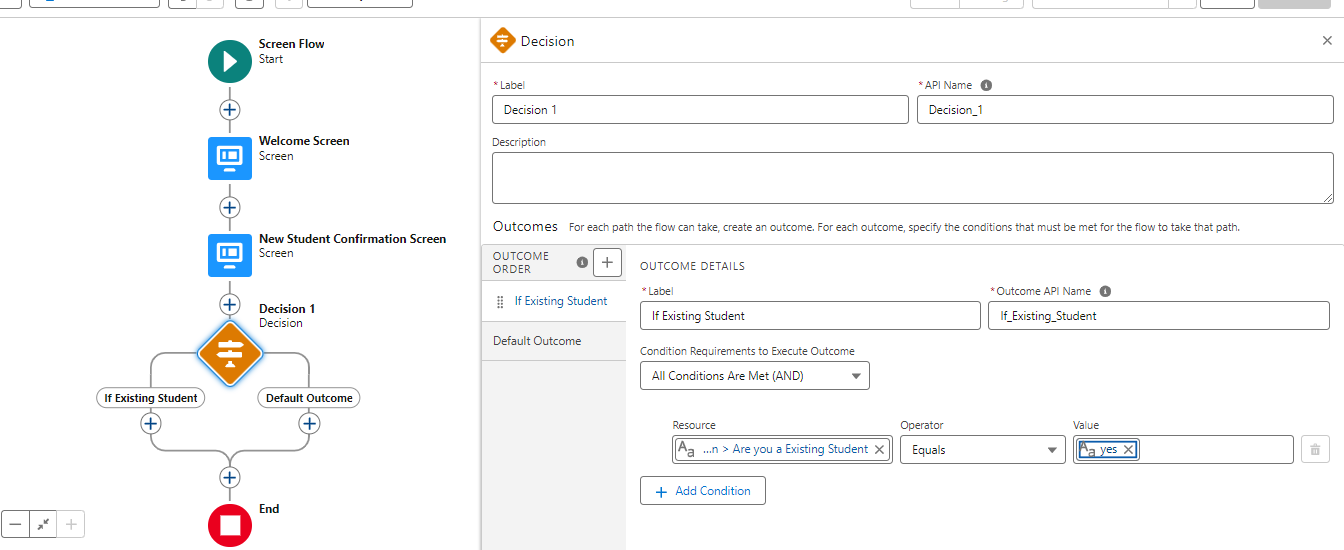 Screen Flow
Start
Welcome Screen
Screen
New Student Confirmation Screen
Screen
Decision 1
Decision
If Existing Student
Default Outcome
End
Decision
* Label
* API Name
Decision 1
Decision_1
Description
Outcomes For each path the flow can take, create an outcome. For each outcome, specify the conditions that must be met for the flow to take that path.
OUTCOME
ORDER
If Existing Student
Default Outcome
OUTCOME DETAILS
* Label
* Outcome API Name
If Existing Student
If_Existing_Student
Condition Requirements to Execute Outcome
All Conditions Are Met (AND)
Resource
Operator
Value
Aa ...n > Are you a Existing Student
Equals
Aa yes
+ Add Condition